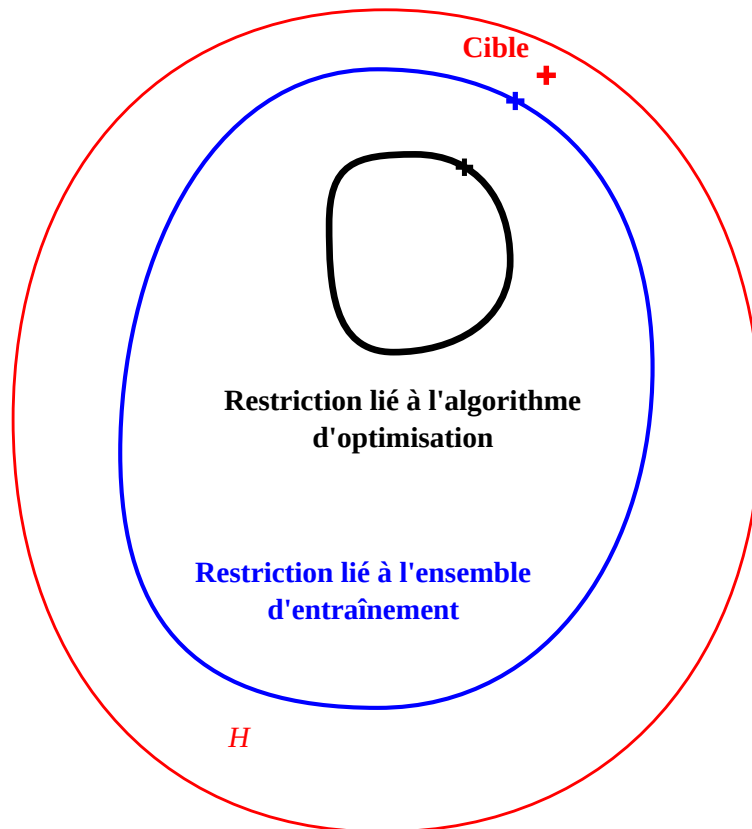 Cible
Restriction lié à l'algorithme
d'optimisation
Restriction lié à l'ensemble
d'entraînement
H